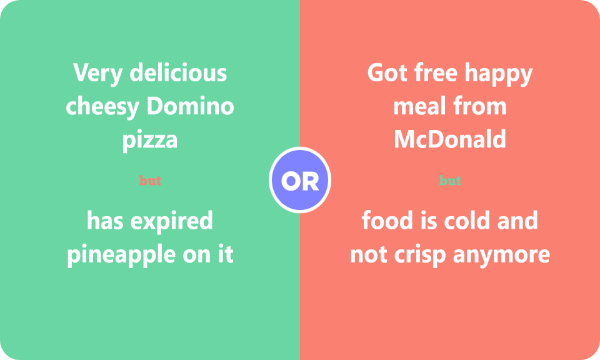 Very delicious
cheesy Domino
pizza
but
has expired
pineapple on it
OR
Got free happy
meal from
McDonald
but
food is cold and
not crisp anymore